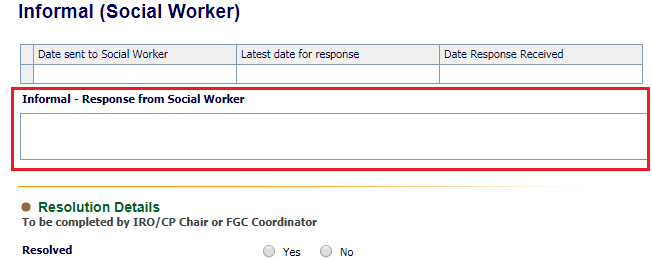 Informal (Social Worker)
Date sent to Social Worker Latest date for response Date Response Received
Informal - Response from Social Worker
Resolution Details
To be completed by IRO/CP Chair or FGC Coordinator
Resolved Yes No